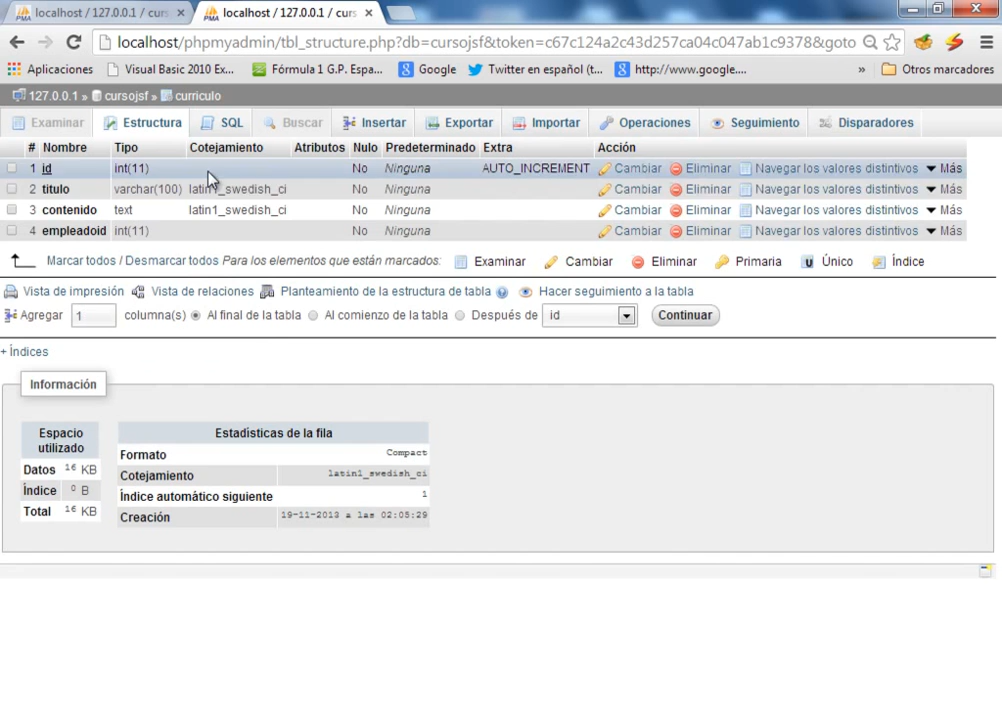 localhost / 127.0.0.1 / curs × localhost / 127.0.0.1 / curs ×
localhost/phpmyadmin/tbl_structure.php?db=cursojsf&token=c67c124a2c43d257ca04c047ab1c9378&goto
Aplicaciones Visual Basic 2010 Ex... Fórmula 1 G.P. Espa... Google Twitter en español (t... http://www.google.... » Otros marcadores
127.0.0.1 » cursojsf » curriculo
Examinar Estructura SQL Buscar Insertar Exportar Importar Operaciones Seguimiento Disparadores
# Nombre Tipo Cotejamiento Atributos Nulo Predeterminado Extra Acción
1 id int(11) No Ninguna AUTO_INCREMENT Cambiar Eliminar Navegar los valores distintivos Más
2 titulo varchar(100) latin1_swedish_ci No Ninguna Cambiar Eliminar Navegar los valores distintivos Más
3 contenido text latin1_swedish_ci No Ninguna Cambiar Eliminar Navegar los valores distintivos Más
4 empleadoid int(11) No Ninguna Cambiar Eliminar Navegar los valores distintivos Más
Marcar todos / Desmarcar todos Para los elementos que están marcados: Examinar Cambiar Eliminar Primaria Único Índice
Vista de impresión Vista de relaciones Planteamiento de la estructura de tabla Hacer seguimiento a la tabla
Agregar 1 columna(s) Al final de la tabla Al comienzo de la tabla Después de id Continuar
+ Índices
Información
Espacio utilizado
Datos 16 KB
Índice 0 B
Total 16 KB
Estadísticas de la fila
Formato Compact
Cotejamiento latin1_swedish_ci
Índice automático siguiente 1
Creación 19-11-2013 a las 02:05:29